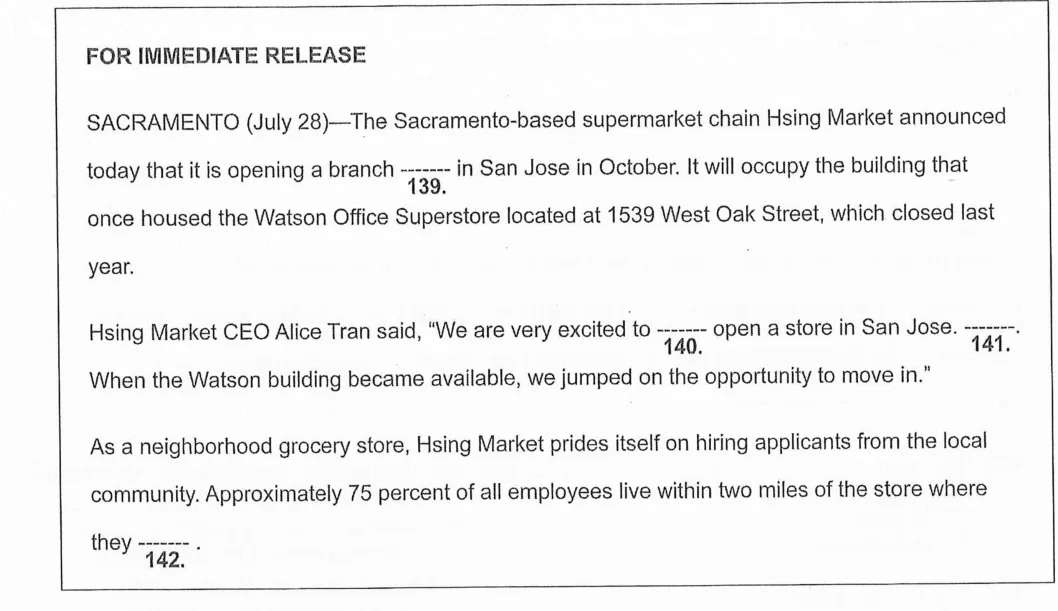 FOR IMMEDIATE RELEASE
SACRAMENTO (July 28)—The Sacramento-based supermarket chain Hsing Market announced
today that it is opening a branch ------- in San Jose in October. It will occupy the building that
139.
once housed the Watson Office Superstore located at 1539 West Oak Street, which closed last
year.
Hsing Market CEO Alice Tran said, “We are very excited to ------- open a store in San Jose. -------.
140. 141.
When the Watson building became available, we jumped on the opportunity to move in.”
As a neighborhood grocery store, Hsing Market prides itself on hiring applicants from the local
community. Approximately 75 percent of all employees live within two miles of the store where
they ------- .
142.